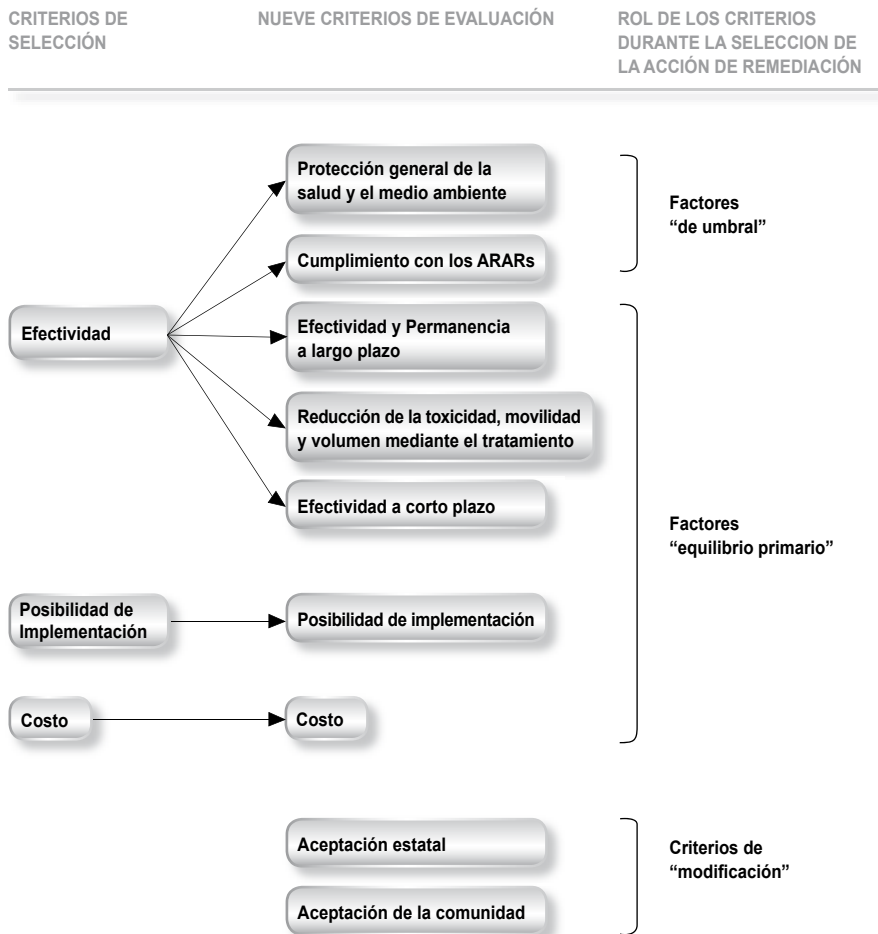 CRITERIOS DE
SELECCIÓN
NUEVE CRITERIOS DE EVALUACIÓN
ROL DE LOS CRITERIOS
DURANTE LA SELECCION DE
LA ACCIÓN DE REMEDIACIÓN
Efectividad
Protección general de la
salud y el medio ambiente
Cumplimiento con los ARARs
Factores
“de umbral”
Efectividad y Permanencia
a largo plazo
Reducción de la toxicidad, movilidad
y volumen mediante el tratamiento
Efectividad a corto plazo
Posibilidad de
Implementación
Posibilidad de implementación
Costo
Costo
Factores
“equilibrio primario”
Aceptación estatal
Aceptación de la comunidad
Criterios de
“modificación”